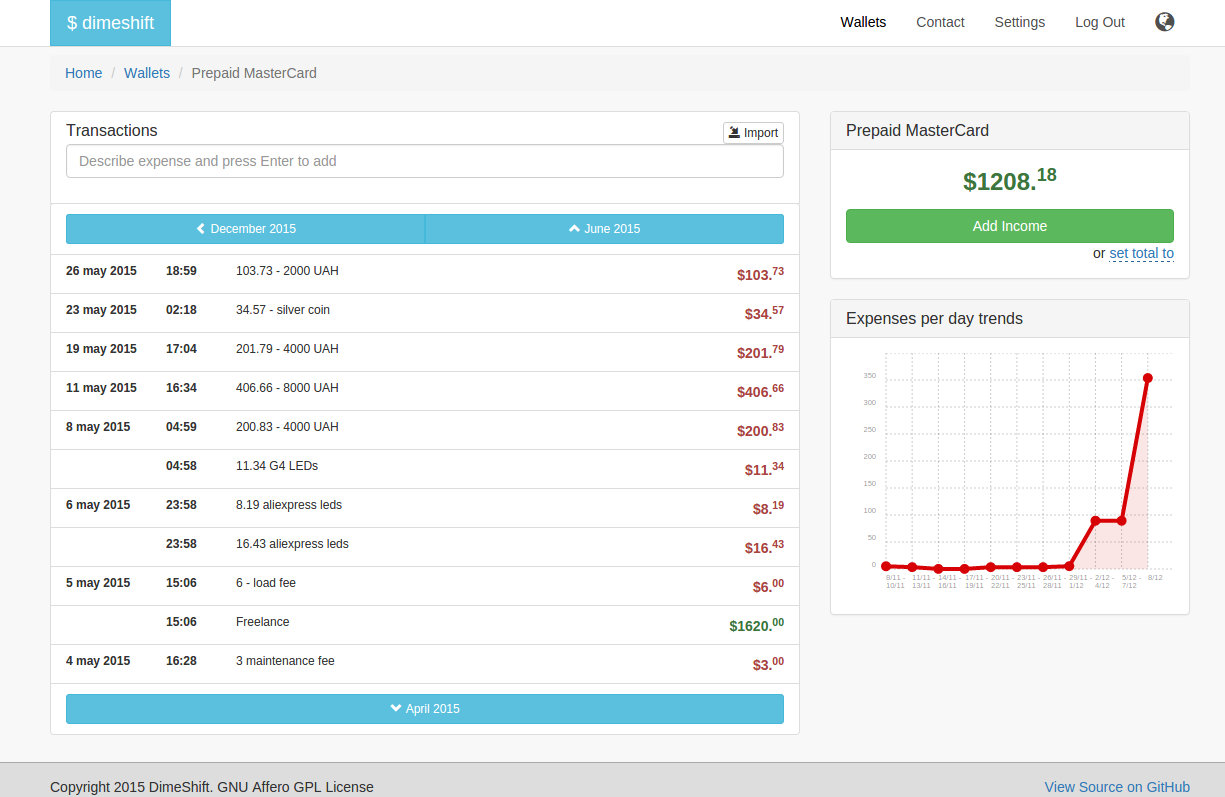 $ dimeshift
Wallets Contact Settings Log Out
Home / Wallets / Prepaid MasterCard
Transactions
Import
Describe expense and press Enter to add
December 2015 June 2015
26 may 2015 18:59 103.73 - 2000 UAH $103.73
23 may 2015 02:18 34.57 - silver coin $34.57
19 may 2015 17:04 201.79 - 4000 UAH $201.79
11 may 2015 16:34 406.66 - 8000 UAH $406.66
8 may 2015 04:59 200.83 - 4000 UAH $200.83
04:58 11.34 G4 LEDs $11.34
6 may 2015 23:58 8.19 aliexpress leds $8.19
23:58 16.43 aliexpress leds $16.43
5 may 2015 15:06 6 - load fee $6.00
15:06 Freelance $1620.00
4 may 2015 16:28 3 maintenance fee $3.00
April 2015
Prepaid MasterCard
$1208.18
Add Income
or set total to
Expenses per day trends
350
300
250
200
150
100
50
0
8/11 - 11/11 - 14/11 - 17/11 - 20/11 - 23/11 - 26/11 - 29/11 - 2/12 - 5/12 - 8/12
10/11 13/11 16/11 19/11 22/11 25/11 28/11 1/12 4/12 7/12
Copyright 2015 DimeShift. GNU Affero GPL License
View Source on GitHub